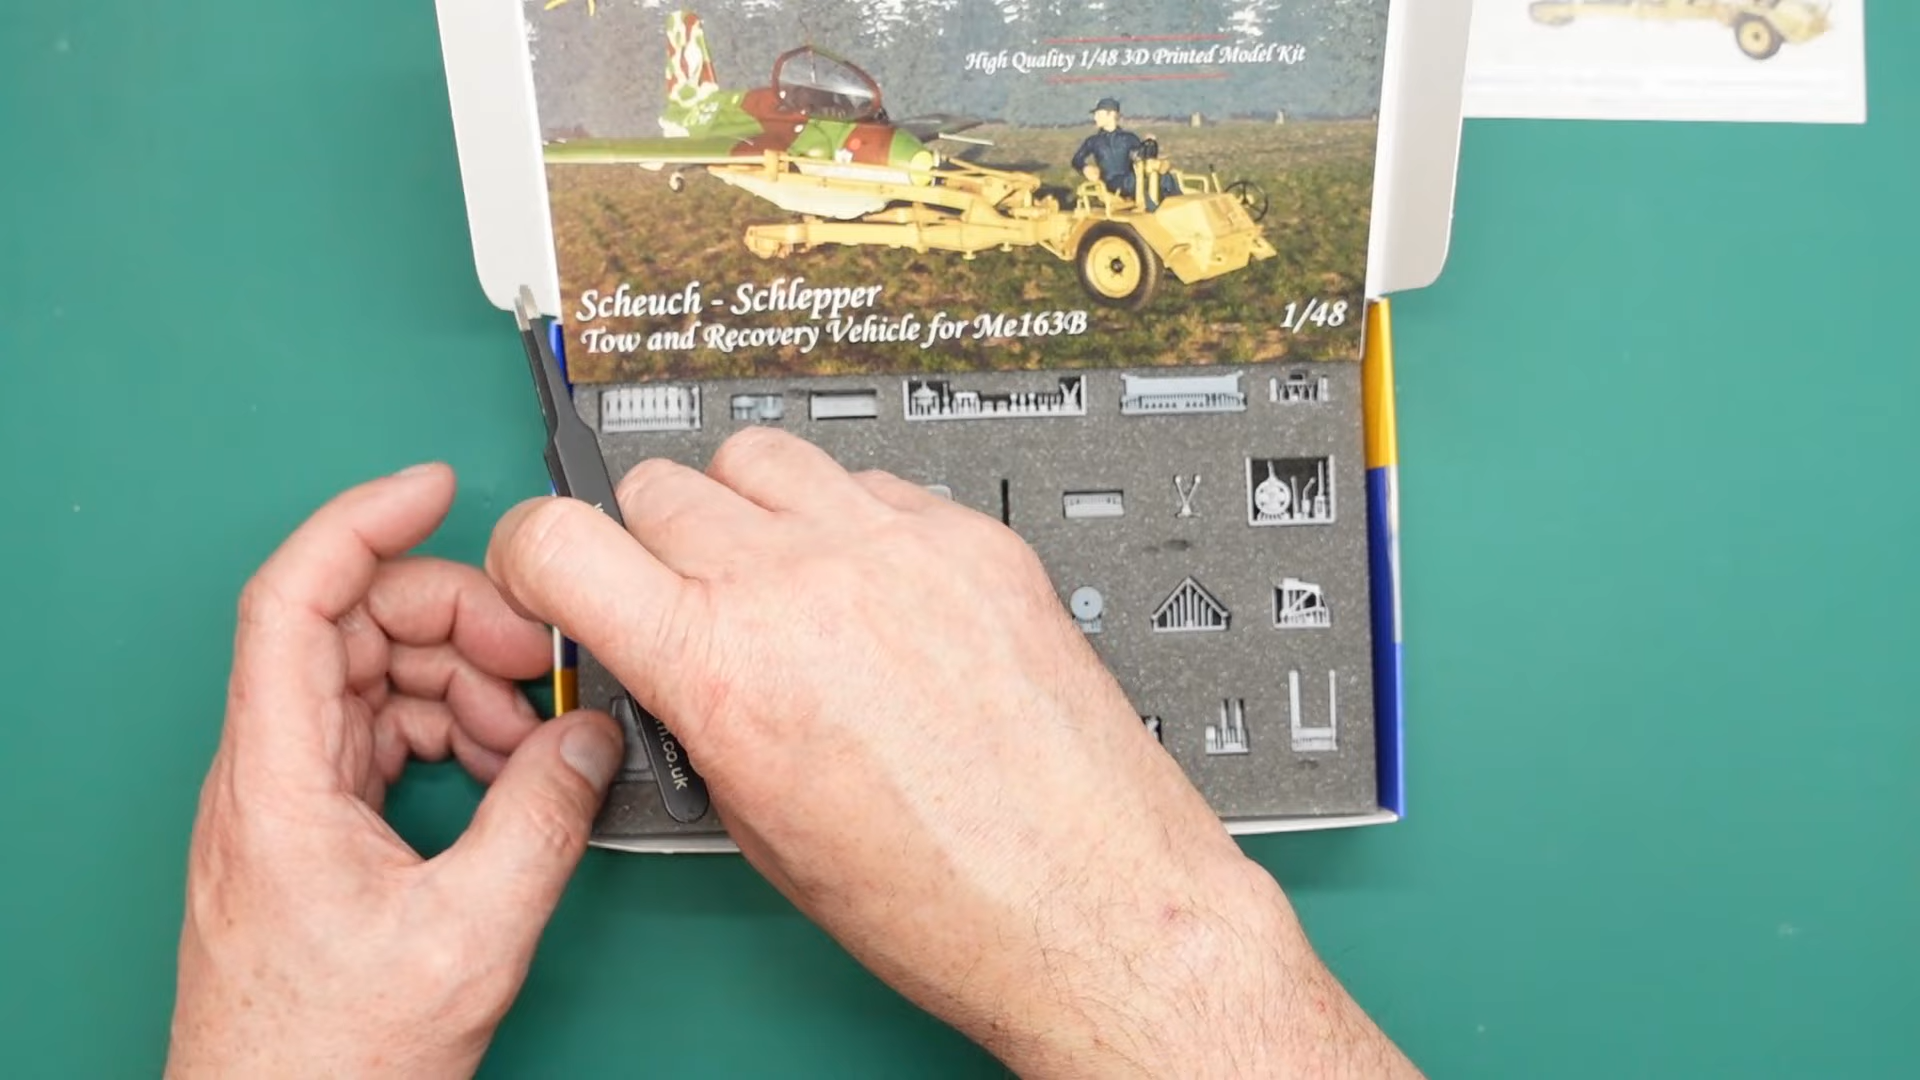 High Quality 1/48 3D Printed Model Kit
Scheuch - Schlepper
Tow and Recovery Vehicle for Me163B
1/48
.co.uk